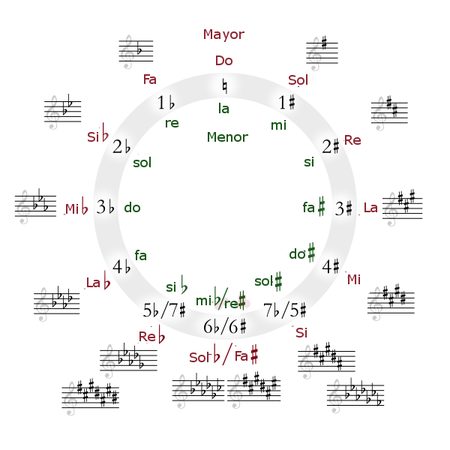 Mayor
Do
Fa ♮ Sol
1♭ la 1♯
re mi
Menor
Si♭ 2♭ 2♯ Re
sol si
Mi♭ 3♭ do fa♯ 3♯ La
fa do♯
La♭ 4♭ 4♯ Mi
si♭ sol♯
mi♭/re♯
5♭/7♯ 7♭/5♯
6♭/6♯
Re♭ Si
Sol♭/Fa♯